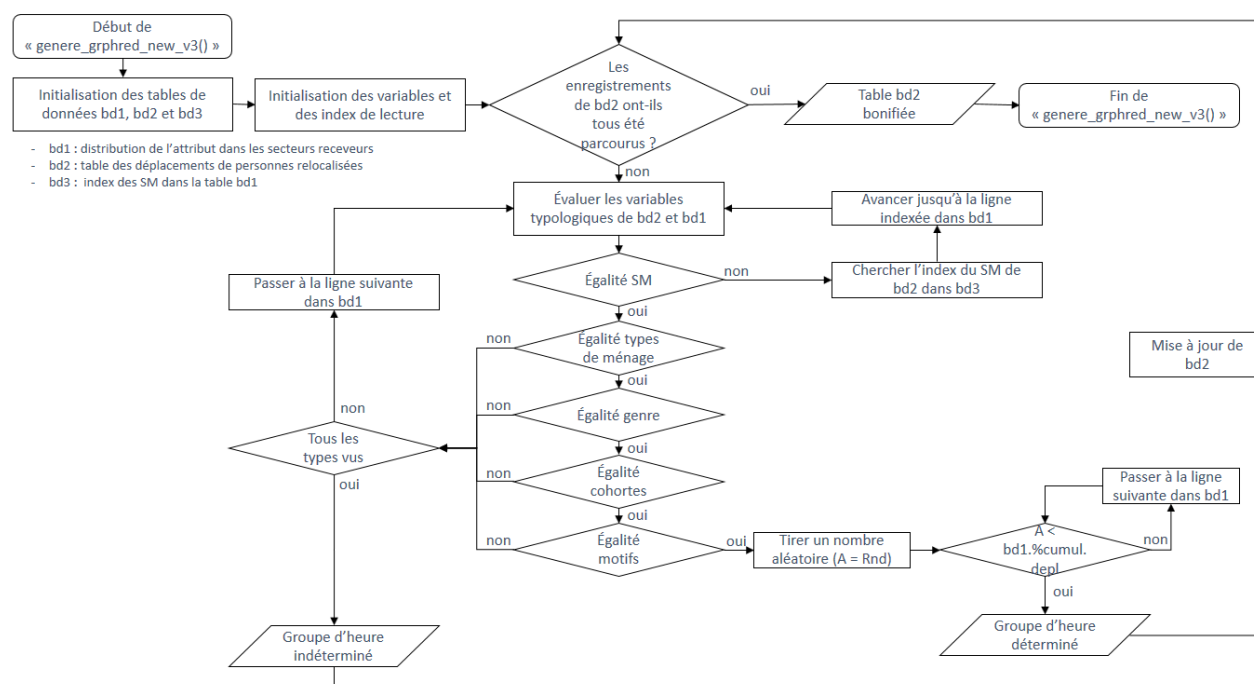 Début de
« genere_grphred_new_v3() »
Initialisation des tables de
données bd1, bd2 et bd3
Initialisation des variables et
des index de lecture
Les
enregistrements
de bd2 ont-ils
tous été
parcourus ?
oui
Table bd2
bonifiée
Fin de
« genere_grphred_new_v3() »
- bd1 : distribution de l'attribut dans les secteurs receveurs
- bd2 : table des déplacements de personnes relocalisées
- bd3 : index des SM dans la table bd1
non
Évaluer les variables
typologiques de bd2 et bd1
Avancer jusqu'à la ligne
indexée dans bd1
Égalité SM
non
Chercher l'index du SM de
bd2 dans bd3
Passer à la ligne suivante
dans bd1
oui
non
Égalité types
de ménage
Mise à jour de
bd2
oui
non
Égalité genre
non
Tous les
types vus
oui
oui
non
Égalité
cohortes
oui
non
Égalité
motifs
oui
Tirer un nombre
aléatoire (A = Rnd)
A <
bd1.%cumul.
depl
non
Passer à la ligne
suivante dans bd1
oui
Groupe d'heure
indéterminé
Groupe d'heure
déterminé